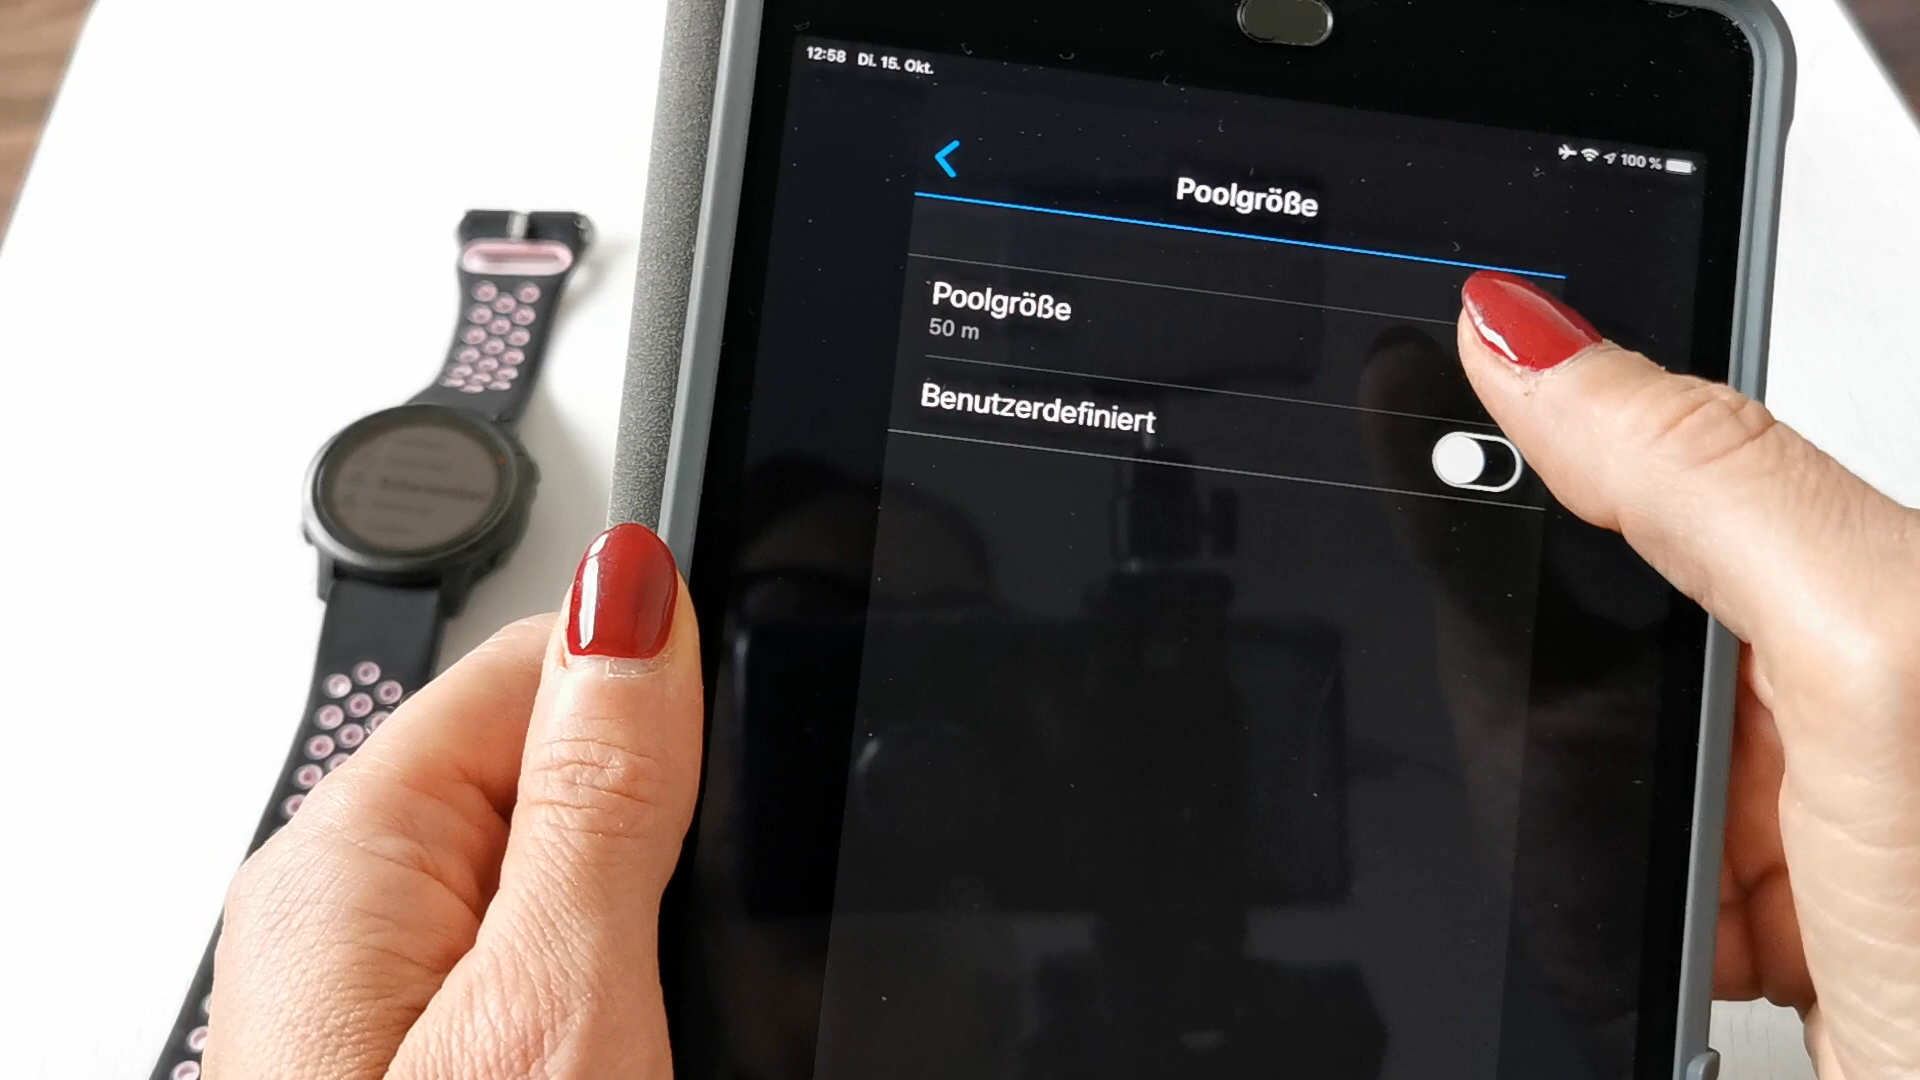 12:58 Di. 15. Okt.
100 %
Poolgröße
Poolgröße
50 m
Benutzerdefiniert